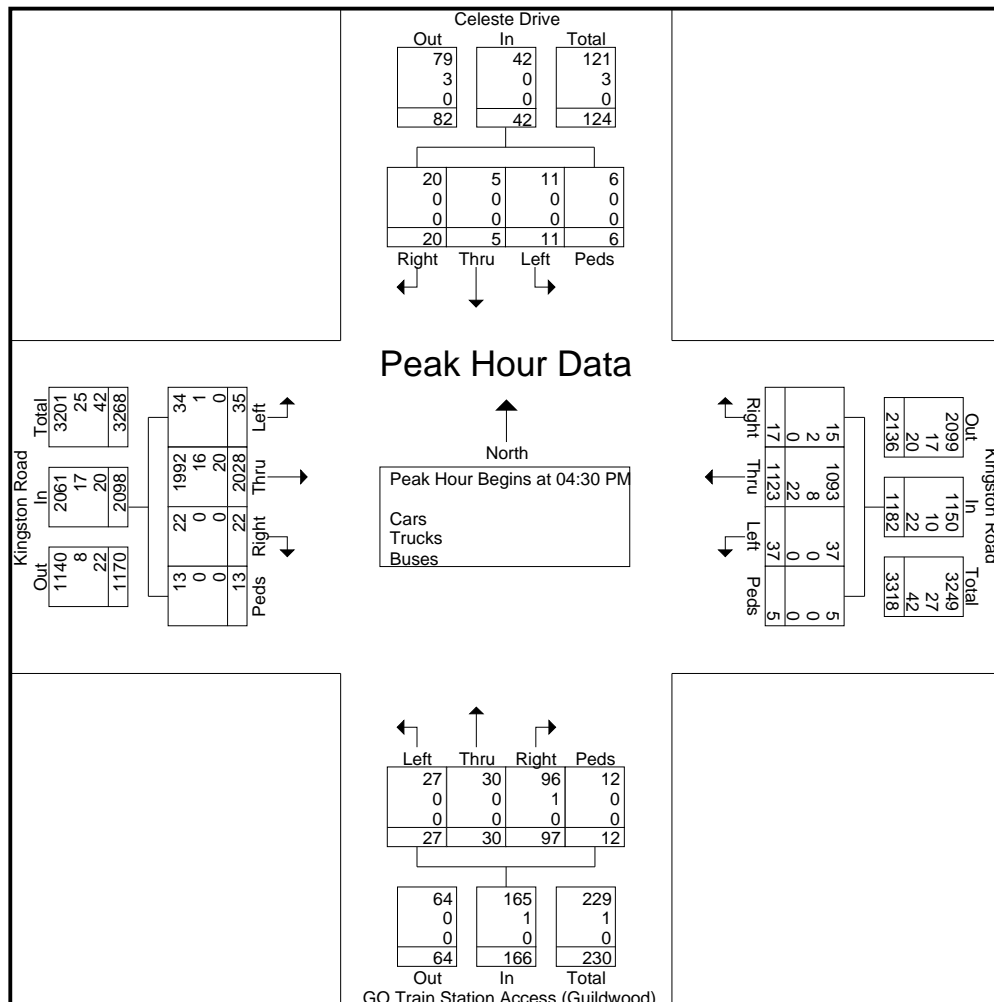 Celeste Drive
Out In Total
79 42 121
3 0 3
0 0 0
82 42 124
20 5 11 6
0 0 0 0
0 0 0 0
20 5 11 6
Right Thru Left Peds
Peak Hour Data
North
Peak Hour Begins at 04:30 PM
Cars
Trucks
Buses
Kingston Road
Total
3201
25
42
3268
In
2061
17
20
2098
Out
1140
8
22
1170
34
1
0
35
Left
1992
16
20
2028
Thru
22
0
0
22
Right
13
0
0
13
Peds
Kingston Road
Out
2099
17
20
2136
In
1150
10
22
1182
Total
3249
27
42
3318
Right
15
2
0
17
Thru
1093
8
22
1123
Left
37
0
0
37
Peds
5
0
0
5
Left Thru Right Peds
27 30 96 12
0 0 1 0
0 0 0 0
27 30 97 12
64 165 229
0 1 1
0 0 0
64 166 230
Out In Total
GO Train Station Access (Guildwood)